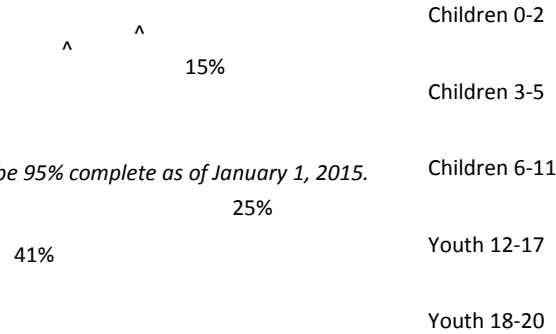 Children 0-2
^
^
15%
Children 3-5
be 95% complete as of January 1, 2015.
Children 6-11
25%
41%
Youth 12-17
Youth 18-20